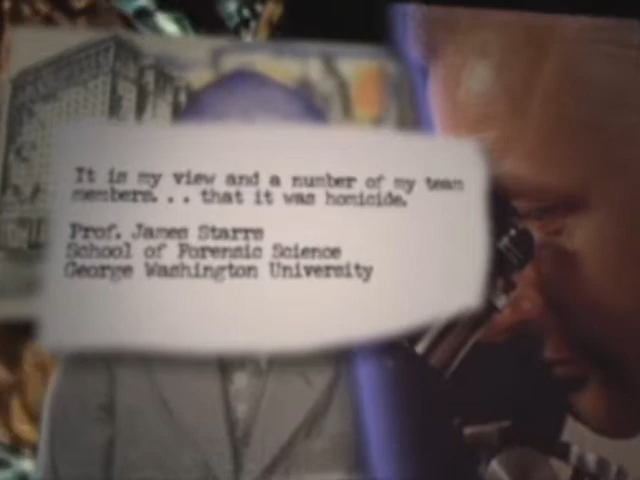 It is my view and a number of my team
members. . . that it was homicide.
Prof. James Starrs
School of Forensic Science
George Washington University